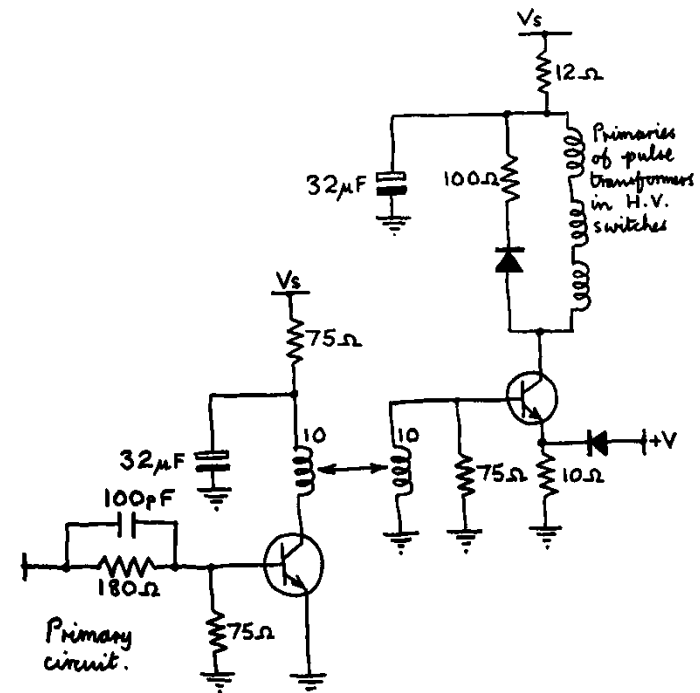 Vs
12Ω
Primaries
of pulse
transformers
in H.V.
switches
32μF
100Ω
Vs
75Ω
10
10
+V
32μF
75Ω
10Ω
100pF
180Ω
75Ω
Primary
circuit.